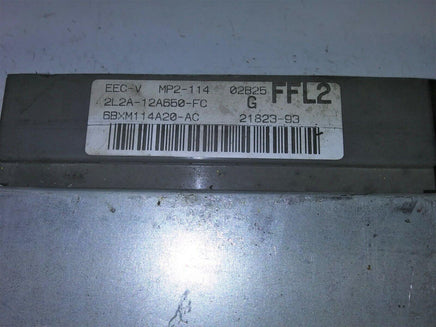 EEC-V MP2-114 02B25 FFL2
2L2A-12A650-FC G
6BXM114A20-AC 21823-93